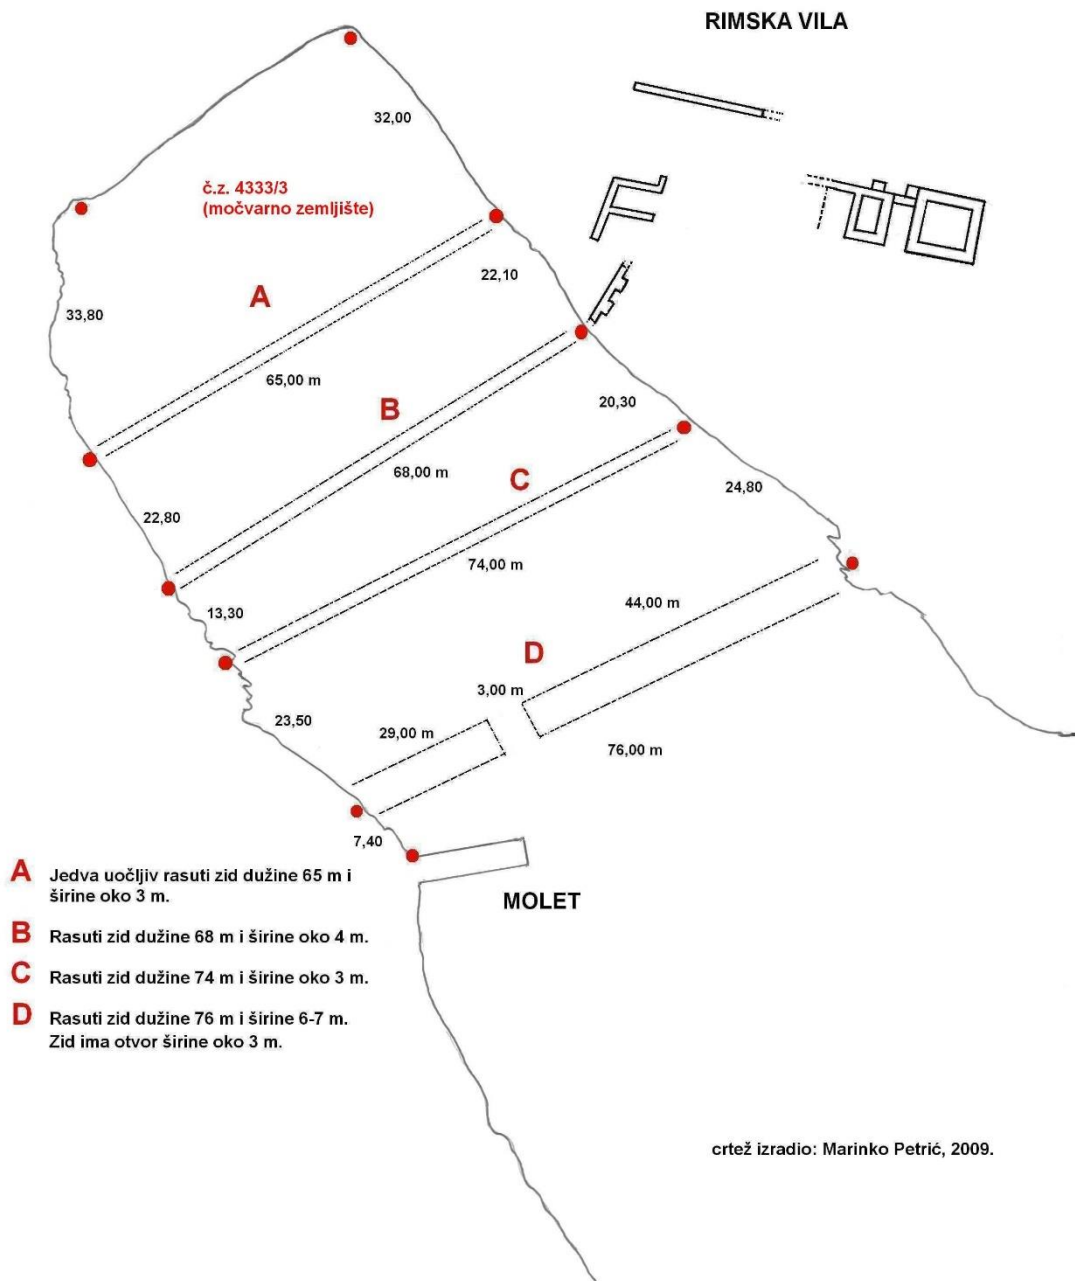 RIMSKA VILA
32,00
č.z. 4333/3
(močvarno zemljište)
22,10
A
33,80
65,00 m
B
20,30
68,00 m
C
24,80
22,80
74,00 m
13,30
44,00 m
D
3,00 m
23,50
29,00 m
76,00 m
7,40
MOLET
A Jedva uočljiv rasuti zid dužine 65 m i
širine oko 3 m.
B Rasuti zid dužine 68 m i širine oko 4 m.
C Rasuti zid dužine 74 m i širine oko 3 m.
D Rasuti zid dužine 76 m i širine 6-7 m.
Zid ima otvor širine oko 3 m.
crtež izradio: Marinko Petrić, 2009.